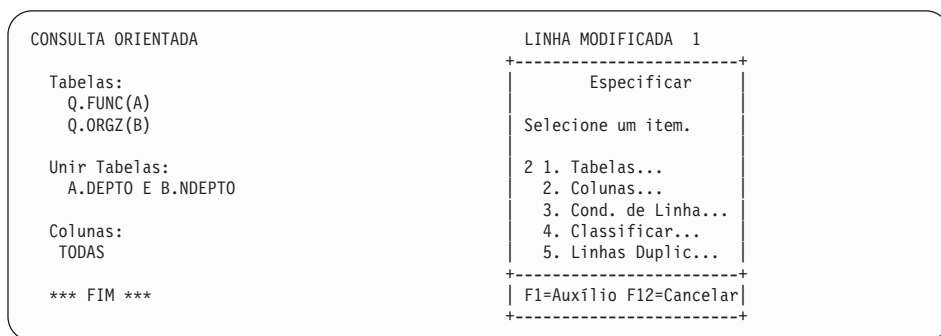 CONSULTA ORIENTADA
Tabelas:
Q.FUNC(A)
Q.ORGZ(B)
Unir Tabelas:
A.DEPTO E B.NDEPTO
Colunas:
TODAS
*** FIM ***
LINHA MODIFICADA 1
Especificar
Selecione um item.
2 1. Tabelas...
2. Colunas...
3. Cond. de Linha...
4. Classificar...
5. Linhas Duplic...
F1=Auxílio F12=Cancelar